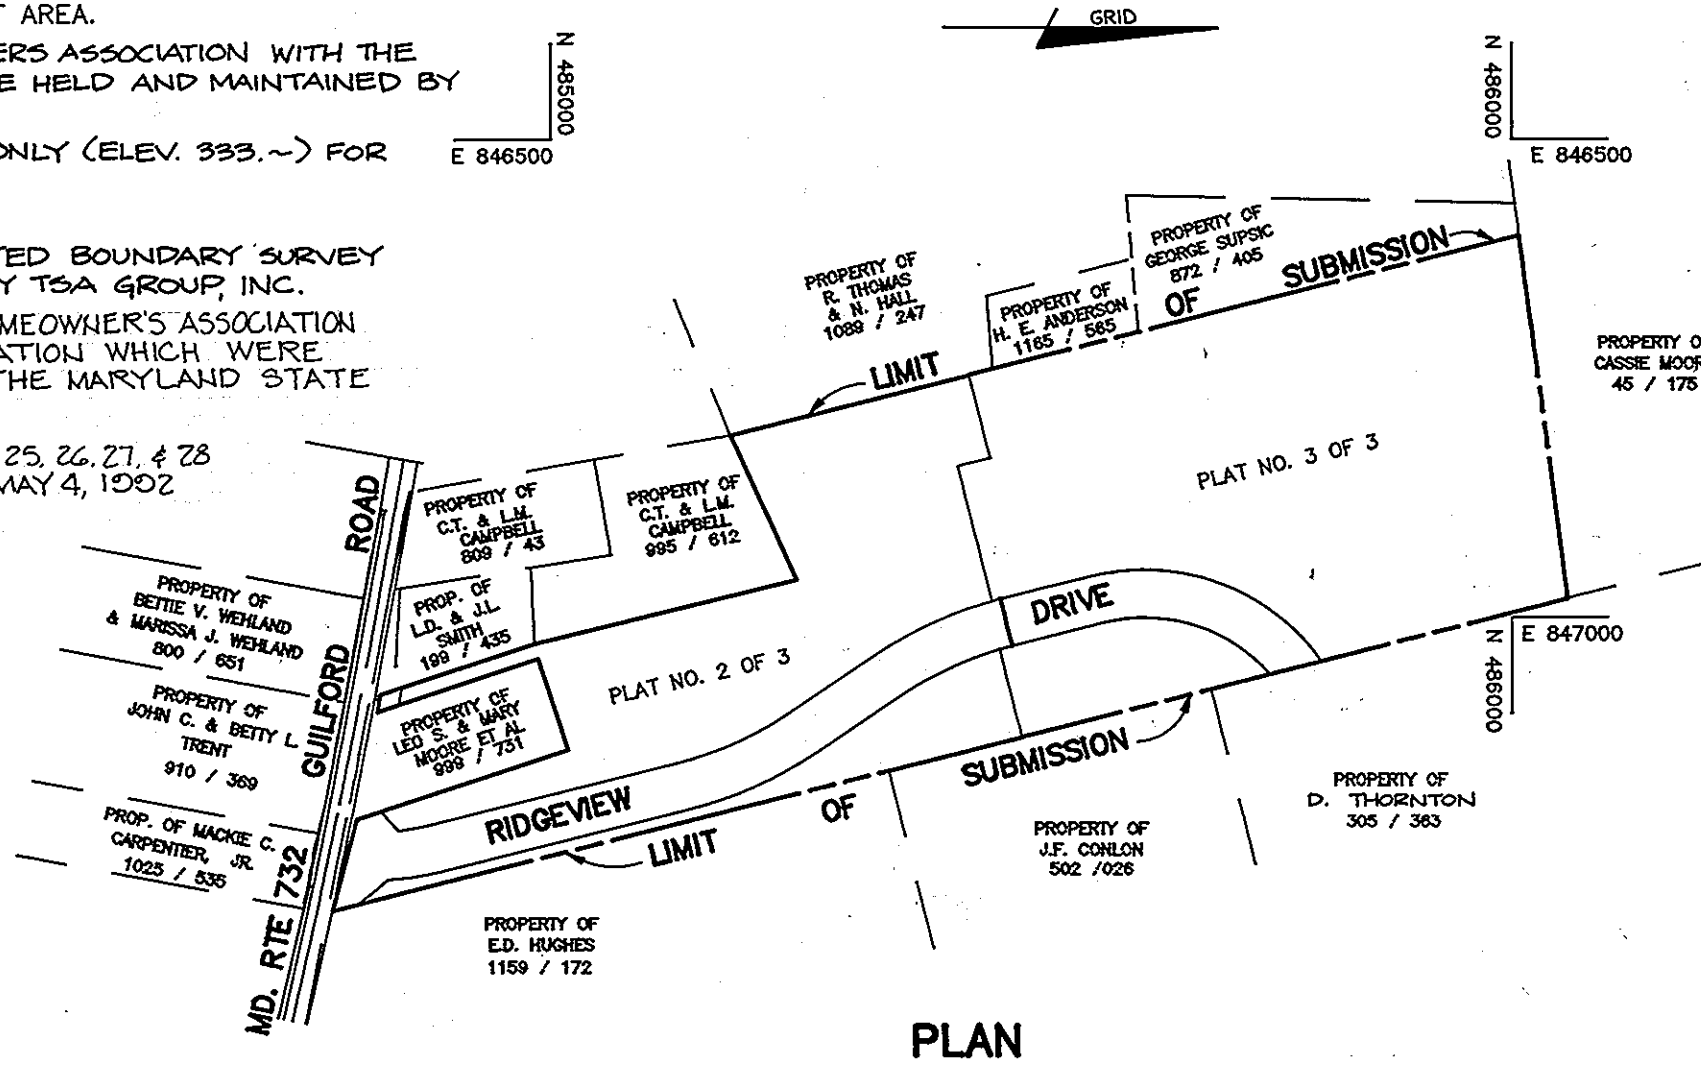 T AREA.
ERS ASSOCIATION WITH THE
E HELD AND MAINTAINED BY
ONLY (ELEV. 333.~) FOR
TED BOUNDARY SURVEY
Y TSA GROUP, INC.
MEOWNER'S ASSOCIATION
ATION WHICH WERE
THE MARYLAND STATE
25, 26, 27, & 28
MAY 4, 1992
GRID
N 485000
E 846500
N 486000
E 846500
PROPERTY OF
R. THOMAS
& N. HALL
1089 / 247
PROPERTY OF
H. E. ANDERSON
1165 / 565
PROPERTY OF
GEORGE SUPSIC
872 / 405
LIMIT
OF
SUBMISSION
PROPERTY O
CASSIE MOOR
45 / 175
PLAT NO. 3 OF 3
PROPERTY OF
C.T. & L.M.
CAMPBELL
809 / 43
PROPERTY OF
C.T. & L.M.
CAMPBELL
995 / 612
PROP. OF
L.D. & J.L.
SMITH
199 / 435
PROPERTY OF
BETTIE V. WEHLAND
& MARISSA J. WEHLAND
800 / 651
PROPERTY OF
JOHN C. & BETTY L.
TRENT
910 / 369
PROP. OF MACKIE C.
CARPENTIER, JR.
1025 / 535
MD. RTE 732
GUILFORD
ROAD
PROPERTY OF
LEO S. & MARY
MOORE ET AL
999 / 731
PLAT NO. 2 OF 3
RIDGEVIEW
DRIVE
LIMIT
OF
SUBMISSION
E 847000
N 486000
PROPERTY OF
E.D. HUGHES
1159 / 172
PROPERTY OF
J.F. CONLON
502 /026
PROPERTY OF
D. THORNTON
305 / 363
PLAN